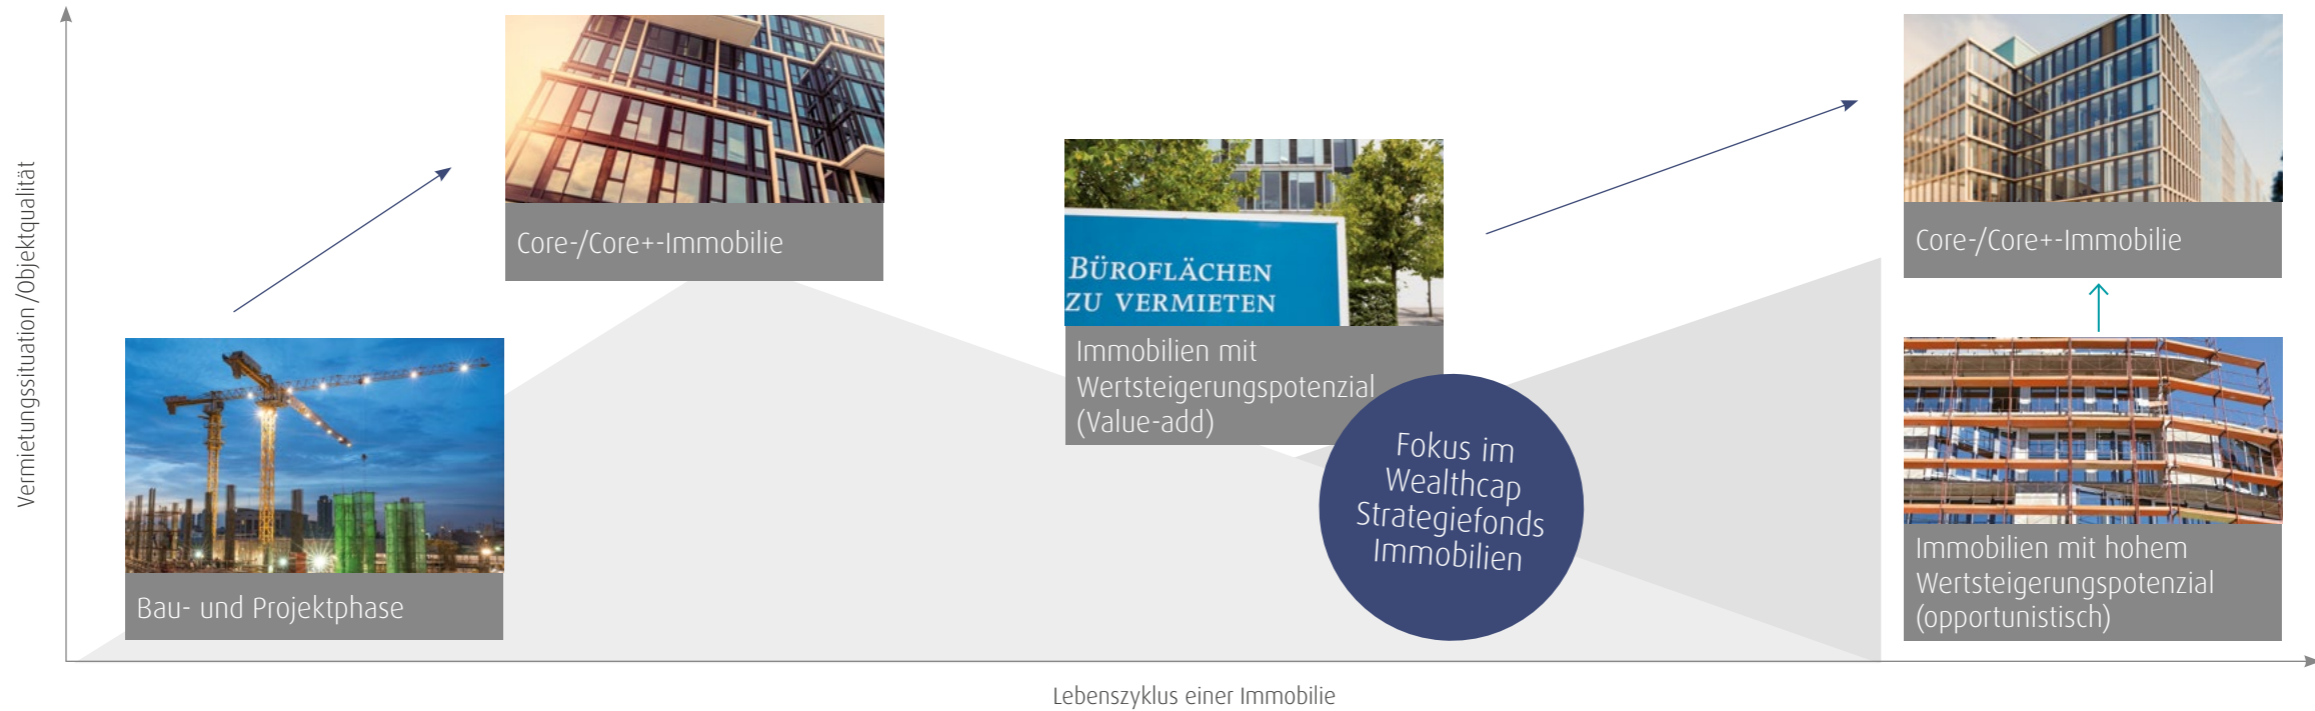 Vermietungssituation /Objektqualität
Core-/Core+-Immobilie
Bau- und Projektphase
BÜROFLÄCHEN
ZU VERMIETEN
Immobilien mit
Wertsteigerungspotenzial
(Value-add)
Fokus im
Wealthcap
Strategiefonds
Immobilien
Core-/Core+-Immobilie
Immobilien mit hohem
Wertsteigerungspotenzial
(opportunistisch)
Lebenszyklus einer Immobilie